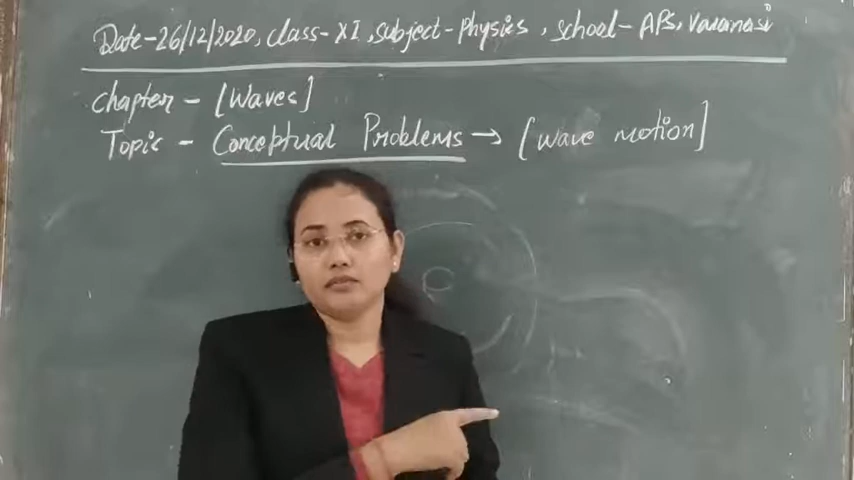 Date-26/12/2020, class-XI, subject-Physics, school-APS, Varanasi
Chapter - [Waves]
Topic - Conceptual Problems → [wave motion]